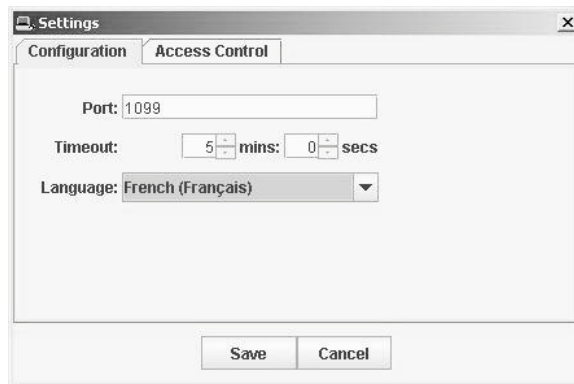 Settings
Configuration Access Control
Port: 1099
Timeout: 5 mins: 0 secs
Language: French (Français)
Save Cancel